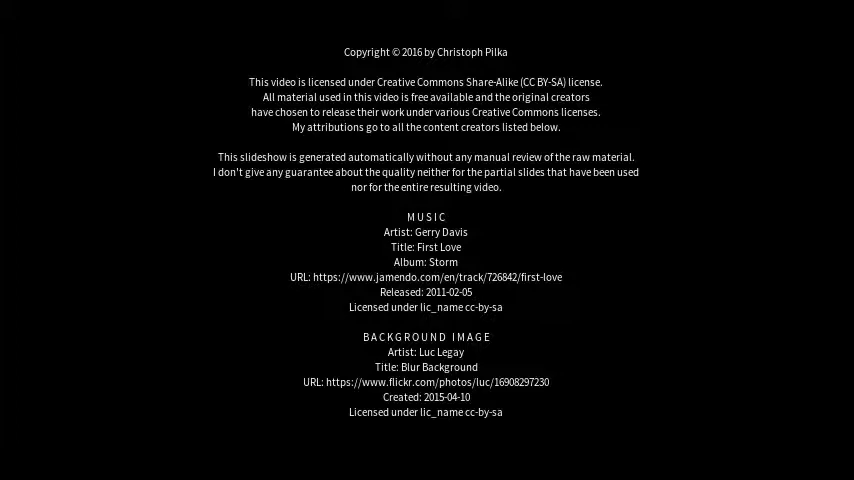 Copyright © 2016 by Christoph Pilka
This video is licensed under Creative Commons Share-Alike (CC BY-SA) license.
All material used in this video is free available and the original creators
have chosen to release their work under various Creative Commons licenses.
My attributions go to all the content creators listed below.
This slideshow is generated automatically without any manual review of the raw material.
I don't give any guarantee about the quality neither for the partial slides that have been used
nor for the entire resulting video.
MUSIC
Artist: Gerry Davis
Title: First Love
Album: Storm
URL: https://www.jamendo.com/en/track/726842/first-love
Released: 2011-02-05
Licensed under lic_name cc-by-sa
BACKGROUND IMAGE
Artist: Luc Legay
Title: Blur Background
URL: https://www.flickr.com/photos/luc/16908297230
Created: 2015-04-10
Licensed under lic_name cc-by-sa